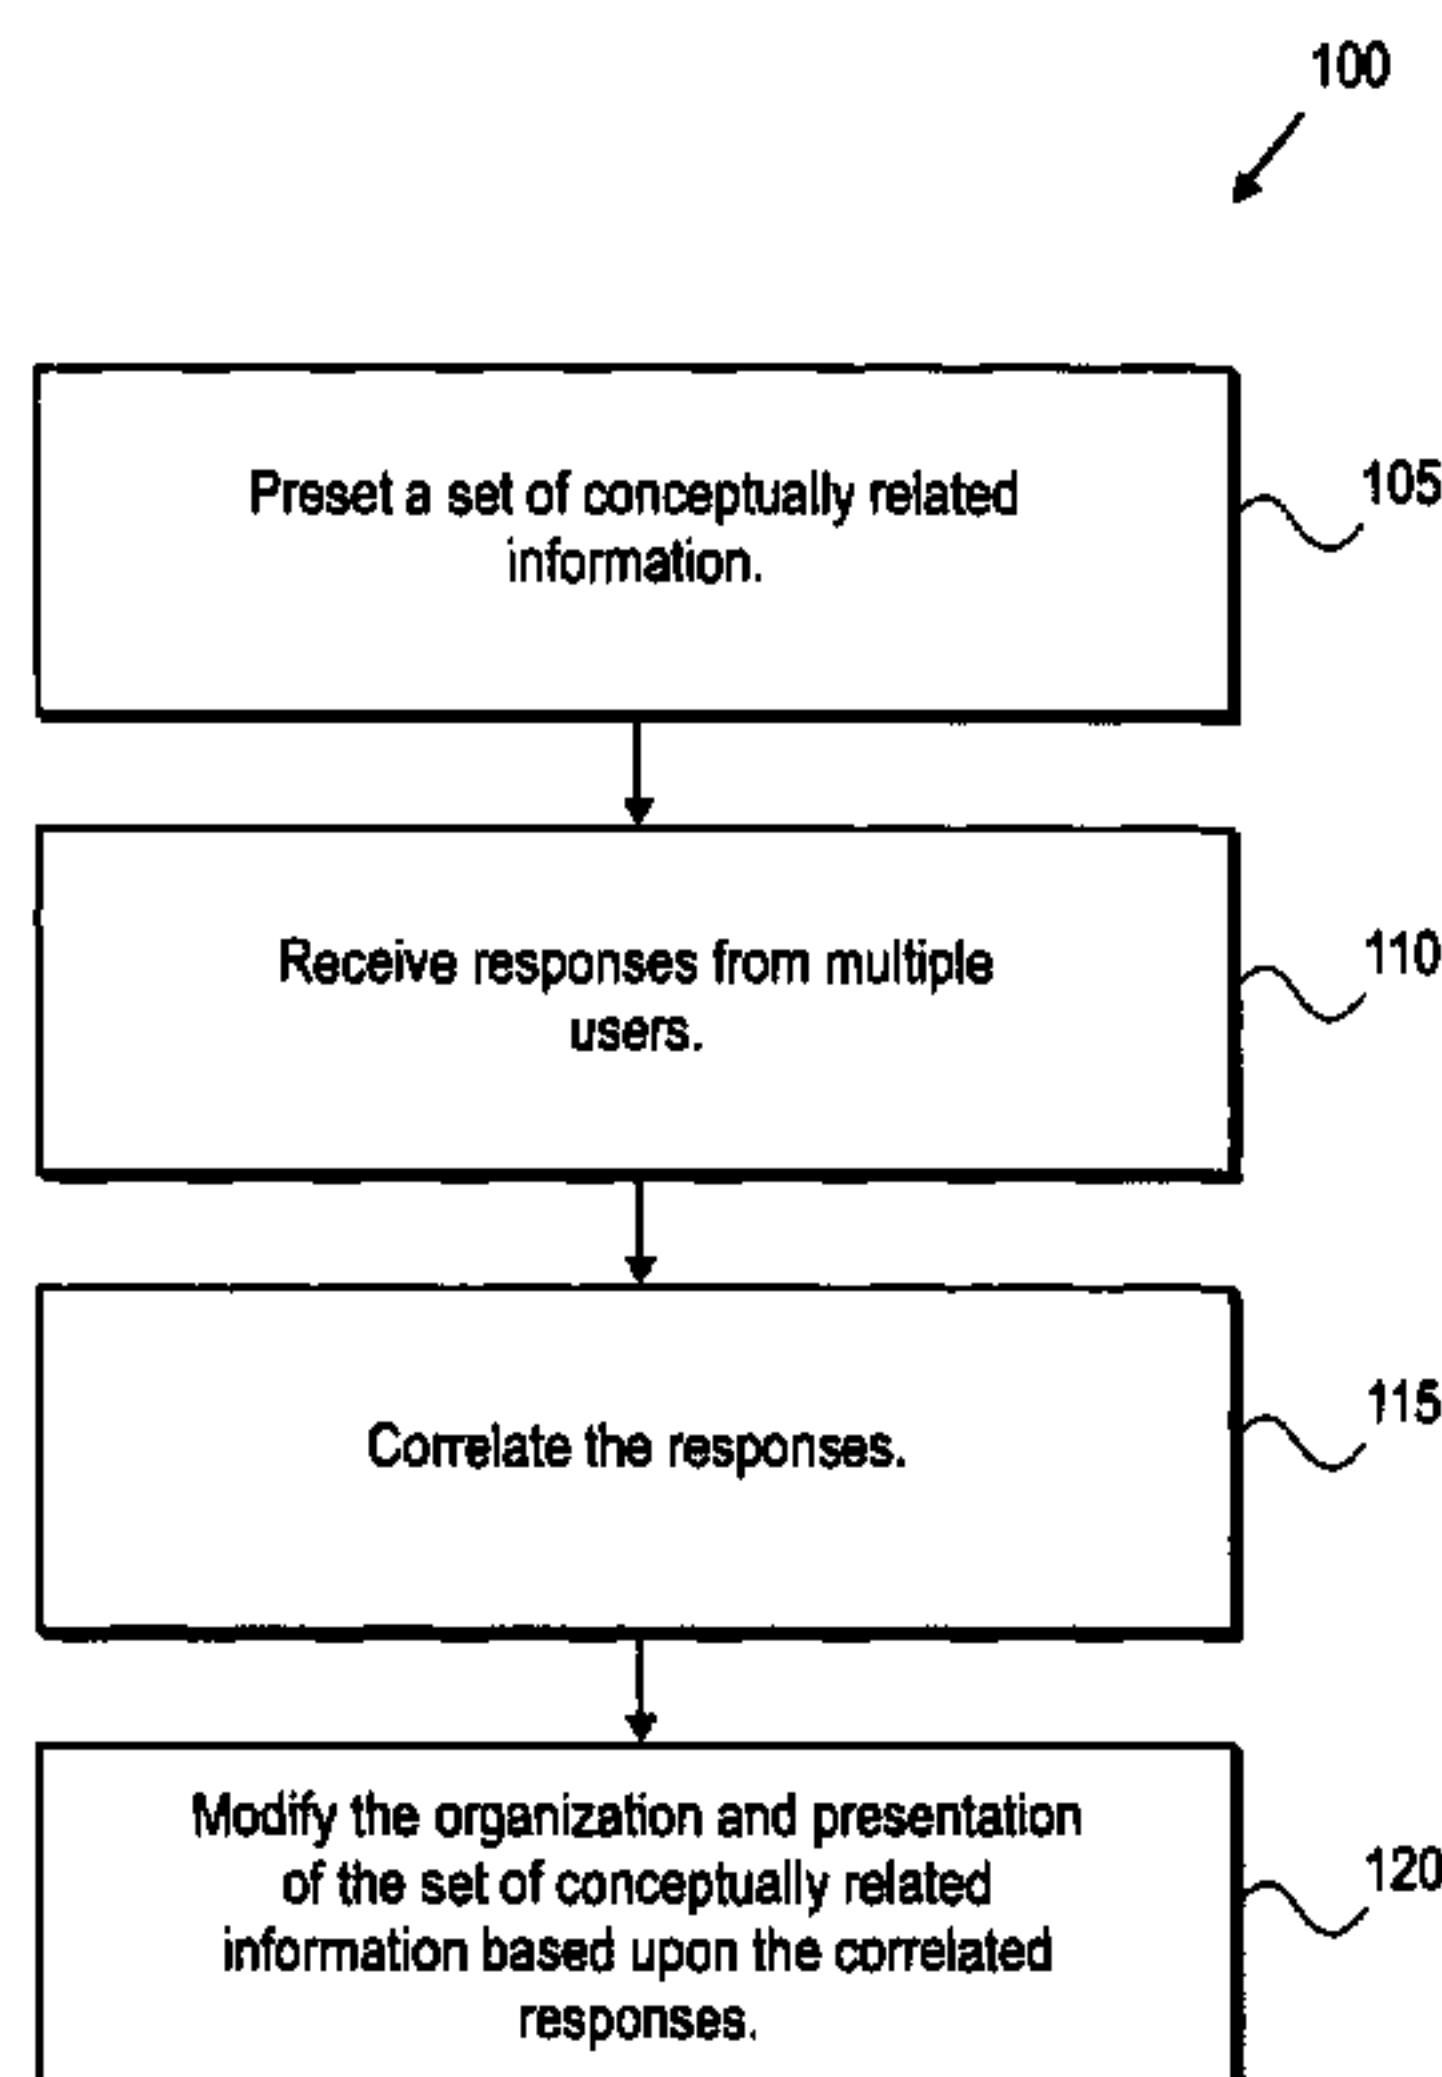 100
Preset a set of conceptually related
information.
105
Receive responses from multiple
users.
110
Correlate the responses.
115
Modify the organization and presentation
of the set of conceptually related
information based upon the correlated
responses.
120